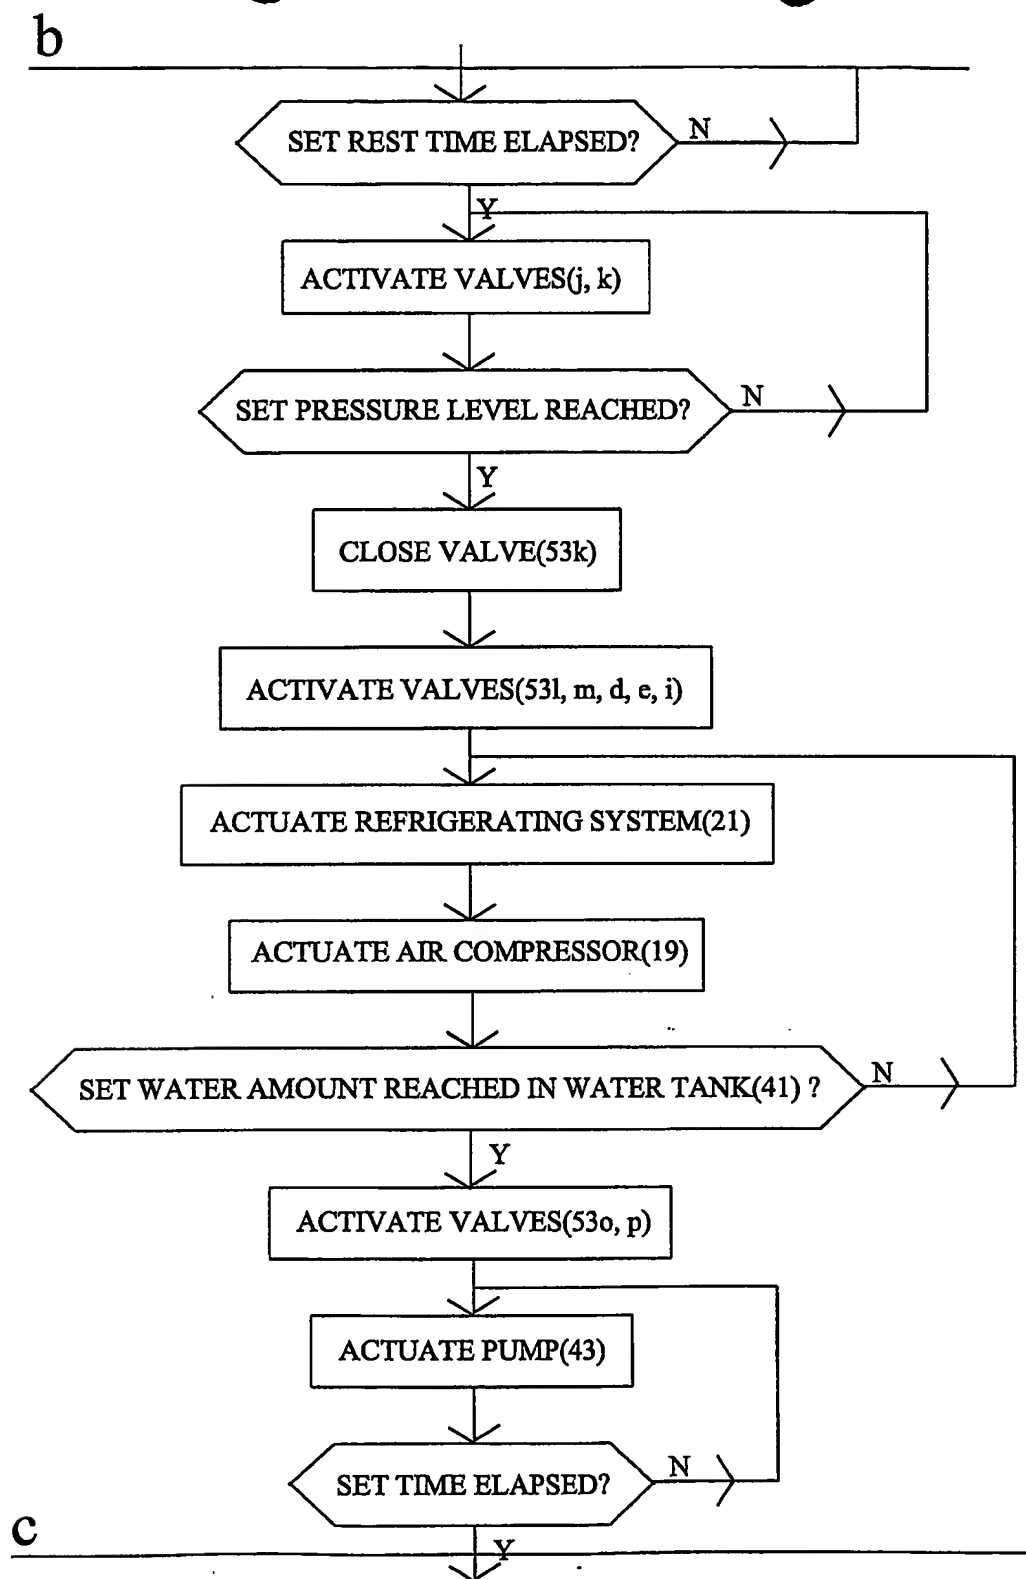 b
SET REST TIME ELAPSED?
N
Y
ACTIVATE VALVES(j, k)
SET PRESSURE LEVEL REACHED?
N
Y
CLOSE VALVE(53k)
ACTIVATE VALVES(53l, m, d, e, i)
ACTUATE REFRIGERATING SYSTEM(21)
ACTUATE AIR COMPRESSOR(19)
SET WATER AMOUNT REACHED IN WATER TANK(41) ?
N
Y
ACTIVATE VALVES(53o, p)
ACTUATE PUMP(43)
SET TIME ELAPSED?
N
c
Y